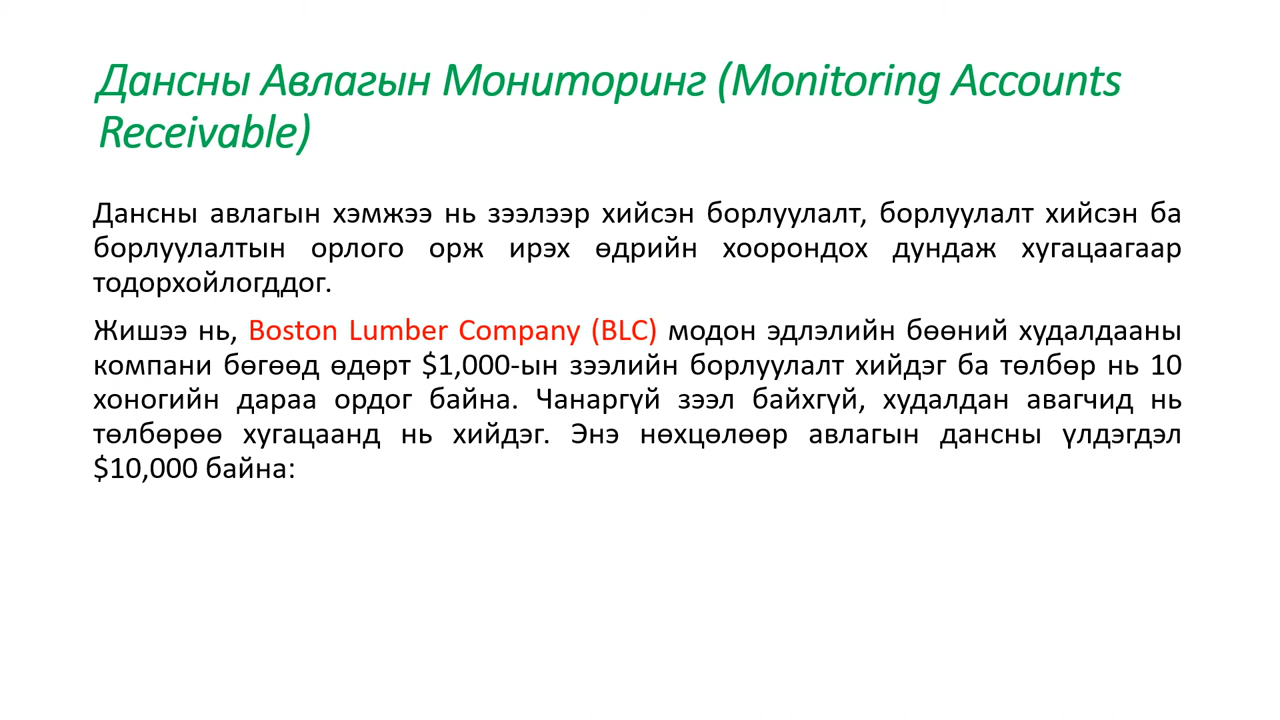 Дансны Авлагын Мониторинг (Monitoring Accounts
Receivable)
Дансны авлагын хэмжээ нь зээлээр хийсэн борлуулалт, борлуулалт хийсэн ба
борлуулалтын орлого орж ирэх өдрийн хоорондох дундаж хугацаагаар
тодорхойлогддог.
Жишээ нь, Boston Lumber Company (BLC) модон эдлэлийн бөөний худалдааны
компани бөгөөд өдөрт $1,000-ын зээлийн борлуулалт хийдэг ба төлбөр нь 10
хоногийн дараа ордог байна. Чанаргүй зээл байхгүй, худалдан авагчид нь
төлбөрөө хугацаанд нь хийдэг. Энэ нөхцөлөөр авлагын дансны үлдэгдэл
$10,000 байна: